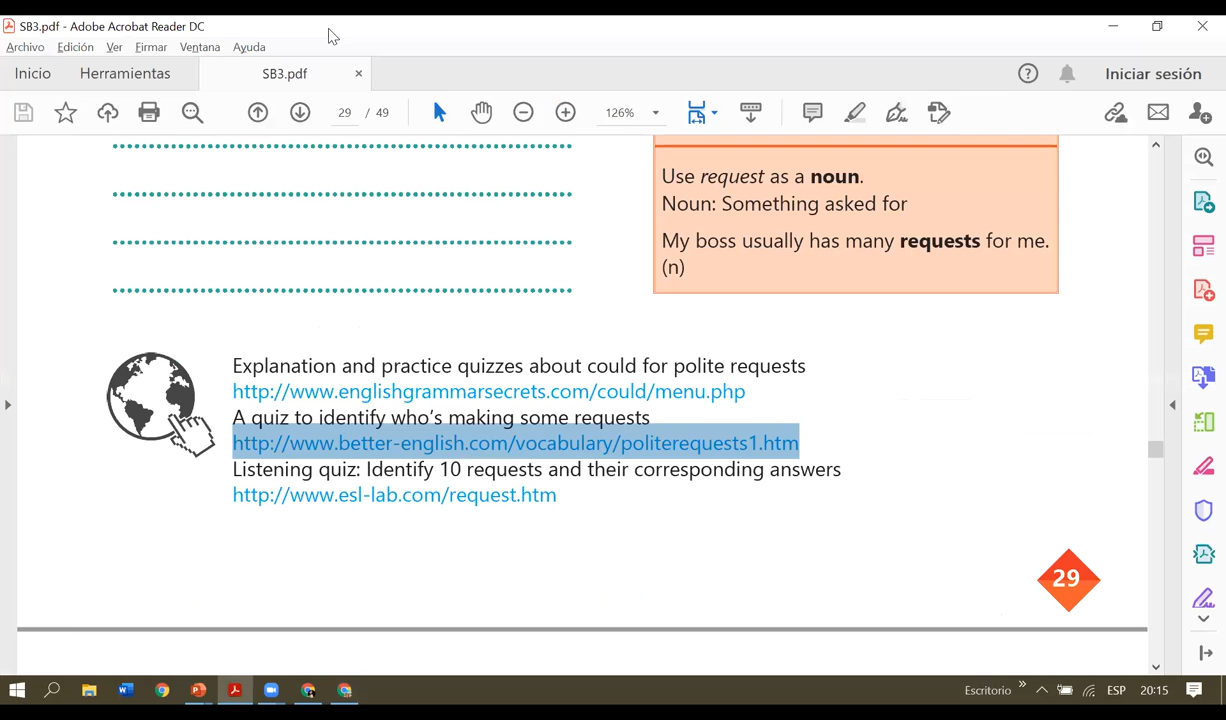 SB3.pdf - Adobe Acrobat Reader DC
Archivo Edición Ver Firmar Ventana Ayuda
Inicio Herramientas SB3.pdf × Iniciar sesión
29 / 49 126%
Use request as a noun.
Noun: Something asked for
My boss usually has many requests for me.
(n)
Explanation and practice quizzes about could for polite requests
http://www.englishgrammarsecrets.com/could/menu.php
A quiz to identify who's making some requests
http://www.better-english.com/vocabulary/politerequests1.htm
Listening quiz: Identify 10 requests and their corresponding answers
http://www.esl-lab.com/request.htm
29
Escritorio » ESP 20:15